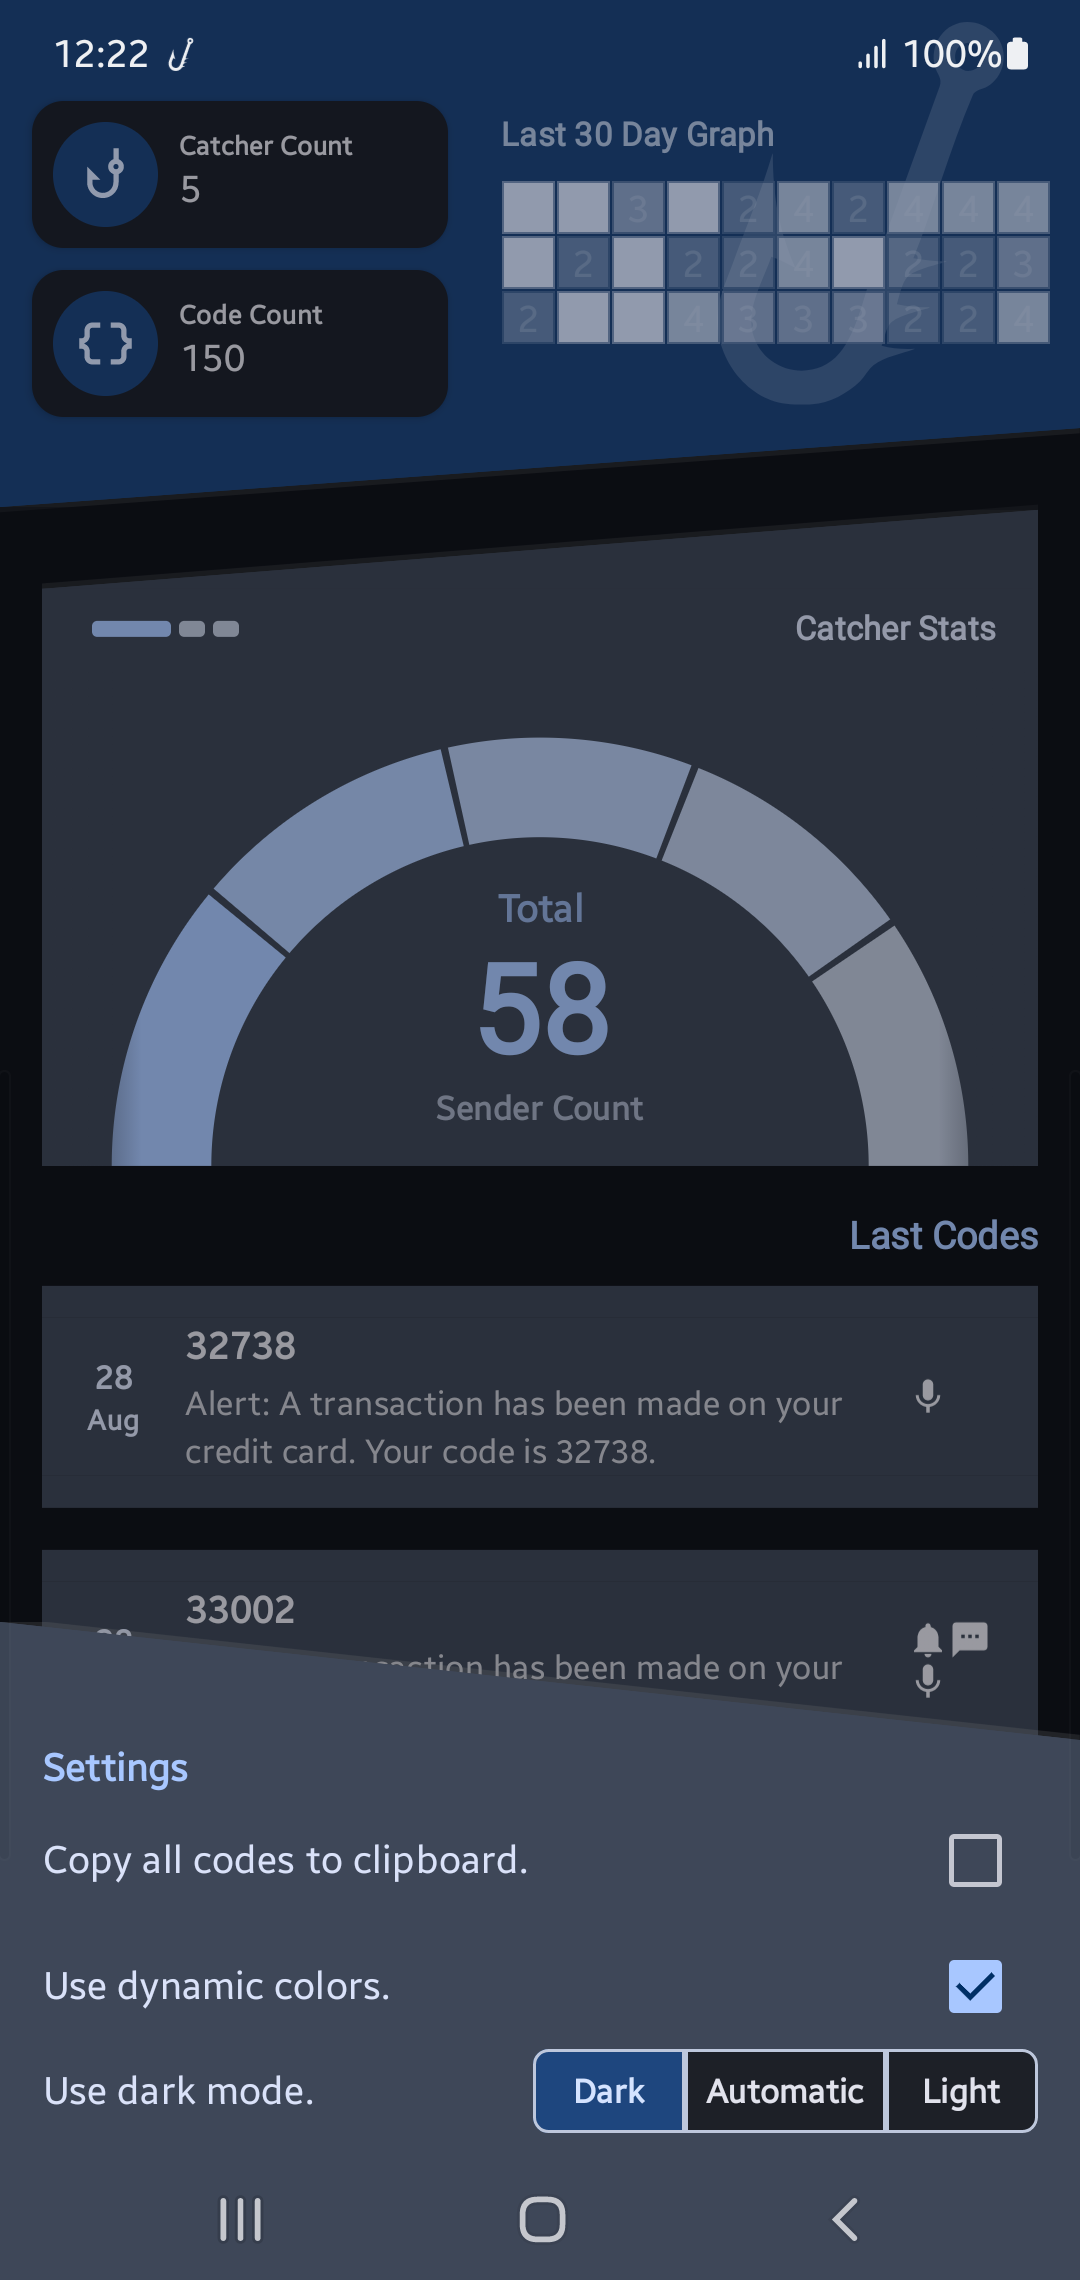 12:22
100%
Catcher Count
5
Code Count
150
Last 30 Day Graph
3 2 4 2 4 4 4
2 2 2 4 2 2 3
2 4 3 3 3 2 2 4
Catcher Stats
Total
58
Sender Count
Last Codes
28
Aug
32738
Alert: A transaction has been made on your
credit card. Your code is 32738.
33002
has been made on your
Settings
Copy all codes to clipboard.
Use dynamic colors.
Use dark mode.
Dark
Automatic
Light